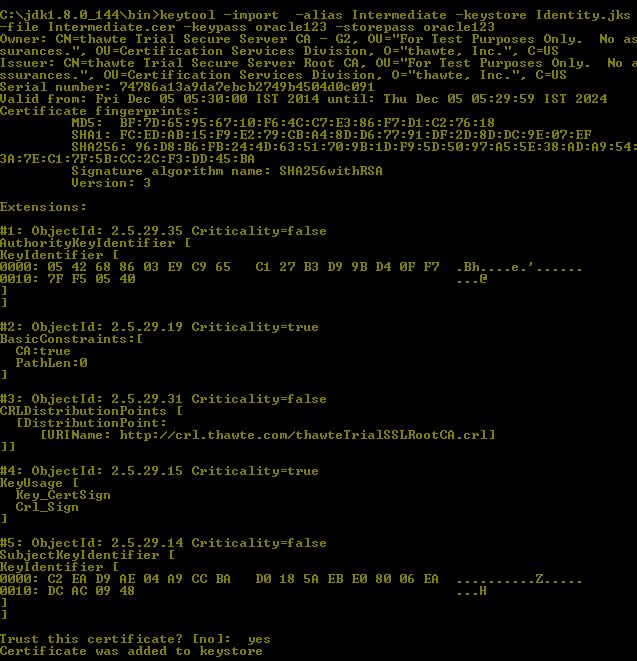 C:\jdk1.8.0_144\bin>keytool -import  -alias Intermediate -keystore Identity.jks
-file Intermediate.cer -keypass oracle123 -storepass oracle123
Owner: CN=thawte Trial Secure Server CA - G2, OU="For Test Purposes Only.  No as
surances.", OU=Certification Services Division, O="thawte, Inc.", C=US
Issuer: CN=thawte Trial Secure Server Root CA, OU="For Test Purposes Only.  No a
ssurances.", OU=Certification Services Division, O="thawte, Inc.", C=US
Serial number: 74786a13a9da7ebcb2749b4504d0c091
Valid from: Fri Dec 05 05:30:00 IST 2014 until: Thu Dec 05 05:29:59 IST 2024
Certificate fingerprints:
         MD5:  BF:7D:65:95:67:10:F6:4C:C7:E3:86:F7:D1:C2:76:18
         SHA1: FC:ED:AB:15:F9:E2:79:CB:A4:8D:D6:77:91:DF:2D:8D:DC:9E:07:EF
         SHA256: 96:D8:B6:FB:24:4D:63:51:70:9B:1D:F9:5D:50:97:A5:5E:38:AD:A9:54:
3A:7E:C1:7F:5B:CC:2C:F3:DD:45:BA
         Signature algorithm name: SHA256withRSA
         Version: 3
Extensions:
#1: ObjectId: 2.5.29.35 Criticality=false
AuthorityKeyIdentifier [
KeyIdentifier [
0000: 05 42 68 86 03 E9 C9 65   C1 27 B3 D9 9B D4 0F F7  .Bh....e.'......
0010: 7F F5 05 40                                        ...@
]
]
#2: ObjectId: 2.5.29.19 Criticality=true
BasicConstraints:[
  CA:true
  PathLen:0
]
#3: ObjectId: 2.5.29.31 Criticality=false
CRLDistributionPoints [
  [DistributionPoint:
     [URIName: http://crl.thawte.com/thawteTrialSSLRootCA.crl]
]]
#4: ObjectId: 2.5.29.15 Criticality=true
KeyUsage [
  Key_CertSign
  Crl_Sign
]
#5: ObjectId: 2.5.29.14 Criticality=false
SubjectKeyIdentifier [
KeyIdentifier [
0000: C2 EA D9 AE 04 A9 CC BA   D0 18 5A EB E0 80 06 EA  ..........Z.....
0010: DC AC 09 48                                        ...H
]
]
Trust this certificate? [no]:  yes
Certificate was added to keystore